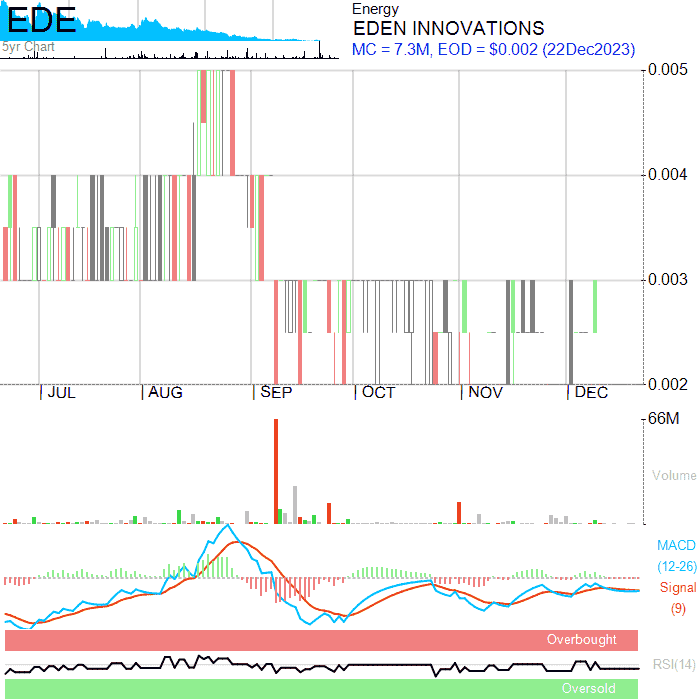 EDE
5yr Chart
Energy
EDEN INNOVATIONS
MC = 7.3M, EOD = $0.002 (22Dec2023)
0.005
0.004
0.003
0.002
JUL AUG SEP OCT NOV DEC
66M
Volume
MACD
(12-26)
Signal
(9)
Overbought
RSI(14)
Oversold